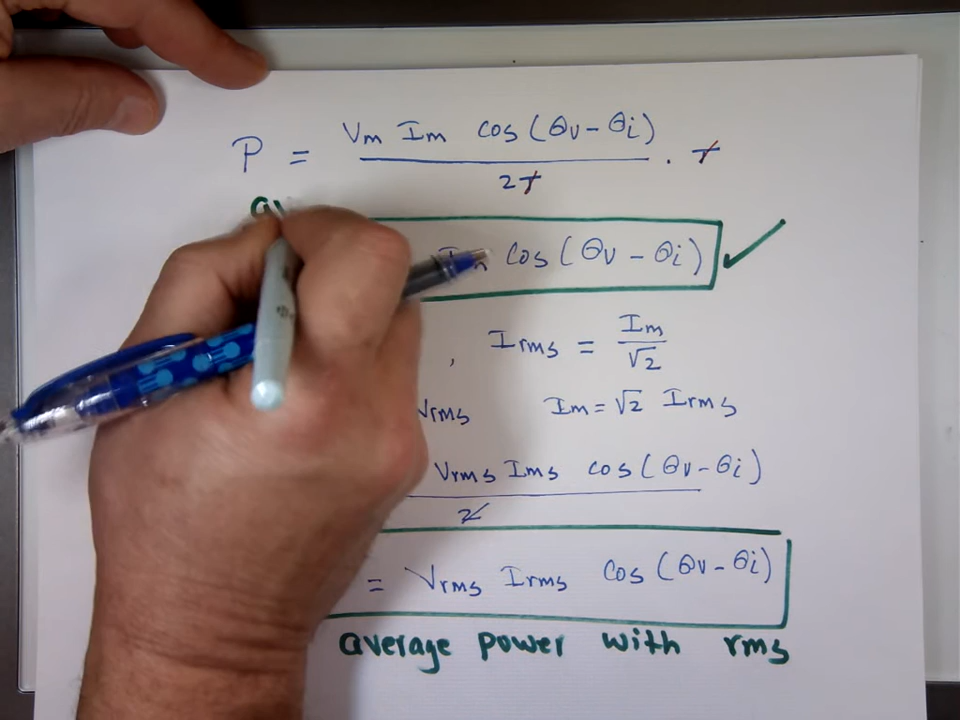 P = Vm Im cos(θv - θi) / 2T · T
Im cos(θv - θi) ✓
, Irms = Im / √2
Vrms Im = √2 Irms
Vrms Ims cos(θv - θi) / 2
= Vrms Irms cos(θv - θi)
average power with rms